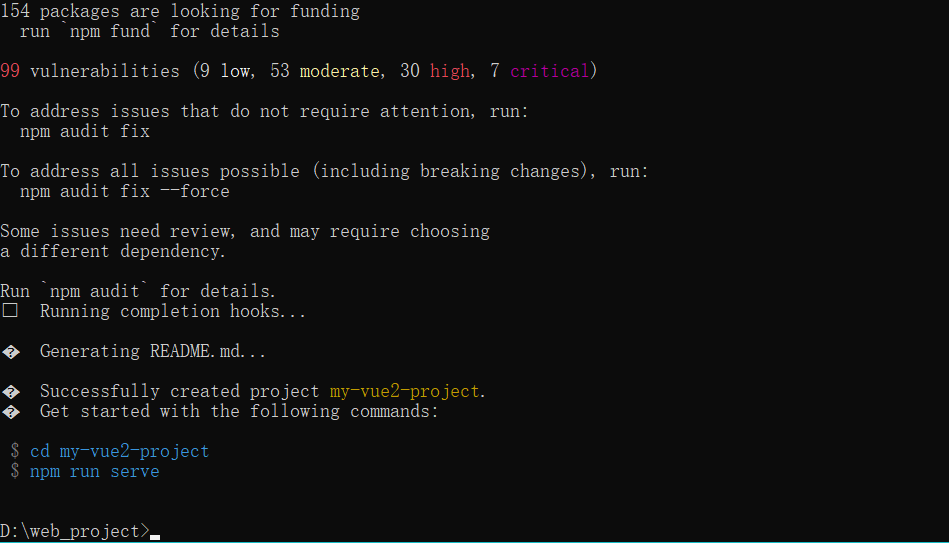 154 packages are looking for funding
run `npm fund` for details
99 vulnerabilities (9 low, 53 moderate, 30 high, 7 critical)
To address issues that do not require attention, run:
npm audit fix
To address all issues possible (including breaking changes), run:
npm audit fix --force
Some issues need review, and may require choosing
a different dependency.
Run `npm audit` for details.
□ Running completion hooks...
� Generating README.md...
� Successfully created project my-vue2-project.
� Get started with the following commands:
$ cd my-vue2-project
$ npm run serve
D:\web_project>